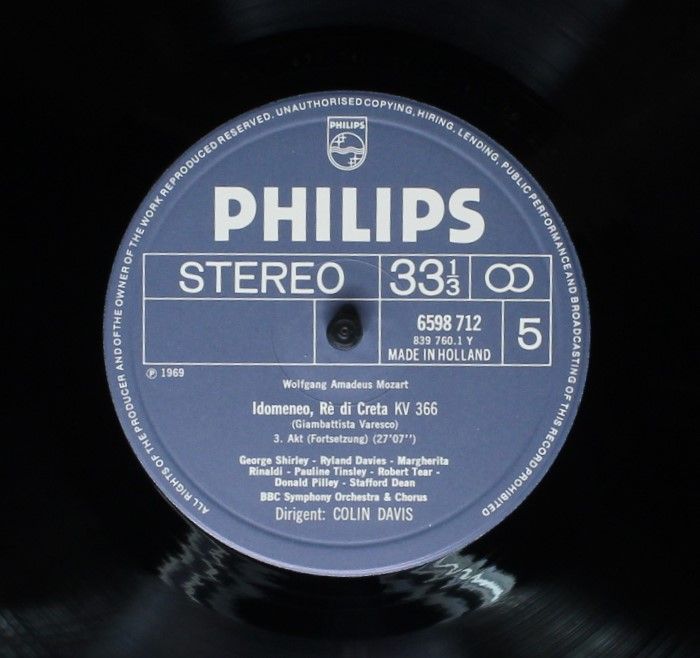 ALL RIGHTS OF THE PRODUCER AND OF THE OWNER OF THE WORK REPRODUCED RESERVED. UNAUTHORISED COPYING, HIRING, LENDING, PUBLIC PERFORMANCE AND BROADCASTING OF THIS RECORD PROHIBITED
PHILIPS
PHILIPS
STEREO 33 1/3
6598 712
839 760.1 Y
MADE IN HOLLAND
5
Ⓟ 1969
Wolfgang Amadeus Mozart
Idomeneo, Rè di Creta KV 366
(Giambattista Varesco)
3. Akt (Fortsetzung) (27'07'')
George Shirley - Ryland Davies - Margherita
Rinaldi - Pauline Tinsley - Robert Tear -
Donald Pilley - Stafford Dean
BBC Symphony Orchestra & Chorus
Dirigent: COLIN DAVIS